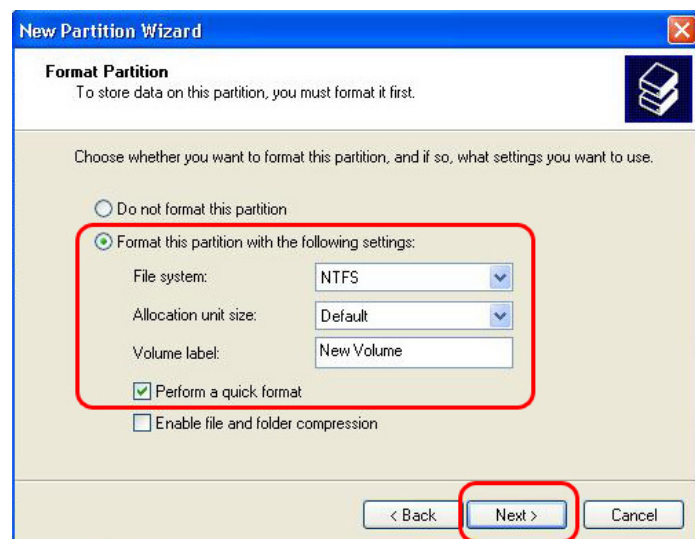 New Partition Wizard
Format Partition
To store data on this partition, you must format it first.
Choose whether you want to format this partition, and if so, what settings you want to use.
Do not format this partition
Format this partition with the following settings:
File system: NTFS
Allocation unit size: Default
Volume label: New Volume
Perform a quick format
Enable file and folder compression
< Back Next > Cancel